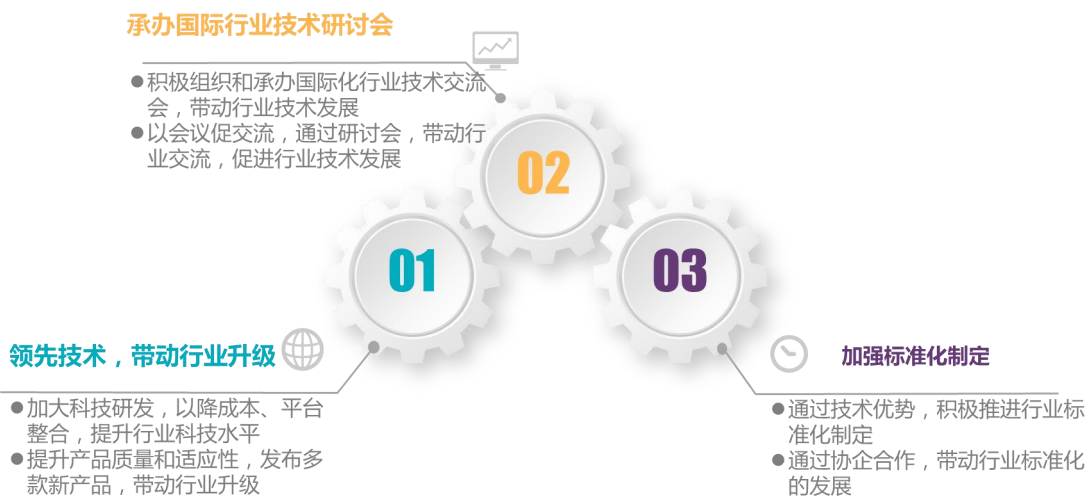 承办国际行业技术研讨会
●积极组织和承办国际化行业技术交流
会，带动行业技术发展
●以会议促交流，通过研讨会，带动行
业交流，促进行业技术发展
02
01
03
领先技术，带动行业升级
●加大科技研发，以降成本、平台
整合，提升行业科技水平
●提升产品质量和适应性，发布多
款新产品，带动行业升级
加强标准化制定
●通过技术优势，积极推进行业标
准化制定
●通过协企合作，带动行业标准化
的发展